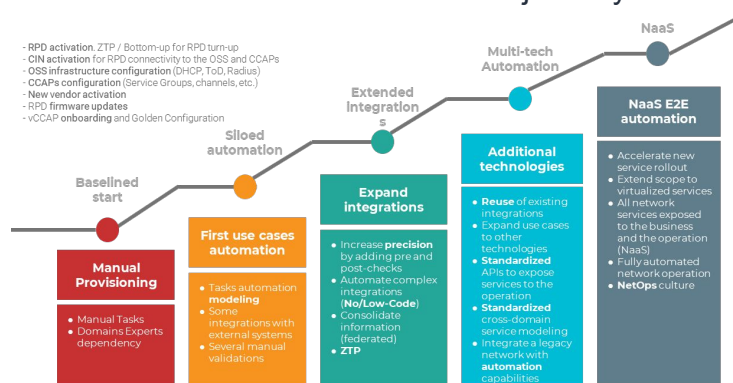 - RPD activation. ZTP / Bottom-up for RPD turn-up
- CIN activation for RPD connectivity to the OSS and CCAPs
- OSS infrastructure configuration (DHCP, ToD, Radius)
- CCAPs configuration (Service Groups, channels, etc.)
- New vendor activation
- RPD firmware updates
- vCCAP onboarding and Golden Configuration
Baselined
start
Siloed
automation
Extended
integration
s
Multi-tech
Automation
NaaS
Manual
Provisioning
● Manual Tasks
● Domains Experts
dependency
First use cases
automation
● Tasks automation
modeling
● Some
integrations with
external systems
● Several manual
validations
Expand
integrations
● Increase precision
by adding pre and
post-checks
● Automate complex
integrations
(No/Low-Code)
● Consolidate
information
(federated)
● ZTP
Additional
technologies
● Reuse of existing
integrations
● Expand use cases
to other
technologies
● Standardized
APIs to expose
services to the
operation
● Standardized
cross-domain
service modeling
● Integrate a legacy
network with
automation
capabilities
NaaS E2E
automation
● Accelerate new
service rollout
● Extend scope to
virtualized services
● All network
services exposed
to the business
and the operation
(NaaS)
● Fully automated
network operation
● NetOps culture